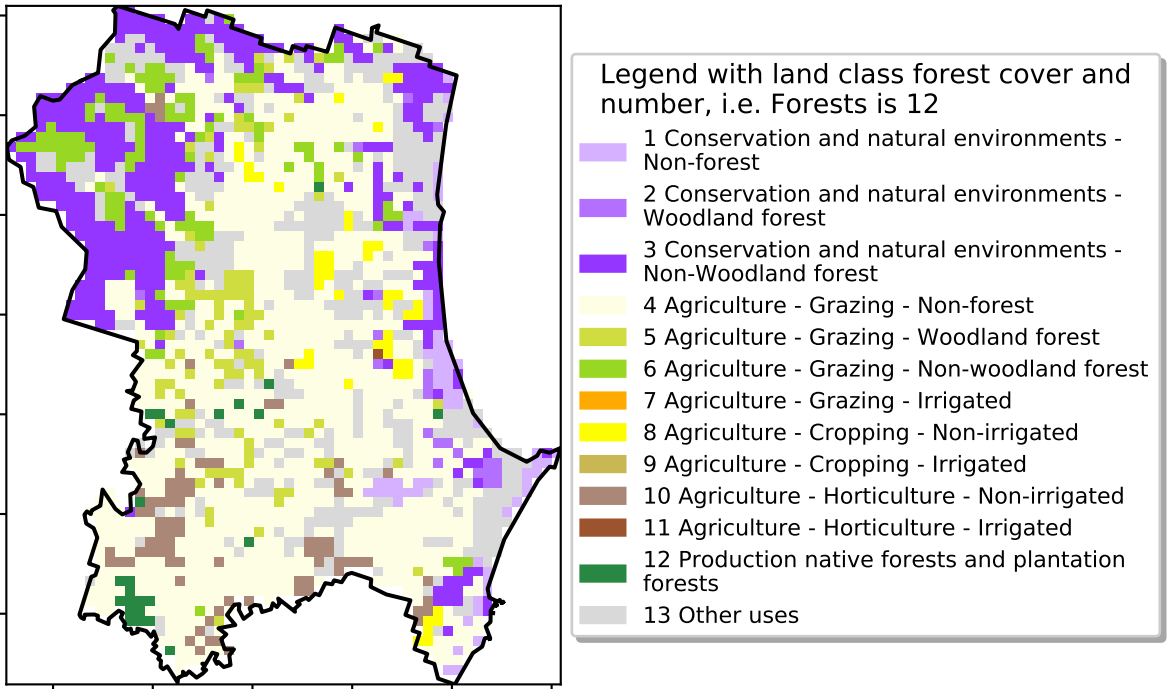 Legend with land class forest cover and
number, i.e. Forests is 12
1 Conservation and natural environments -
Non-forest
2 Conservation and natural environments -
Woodland forest
3 Conservation and natural environments -
Non-Woodland forest
4 Agriculture - Grazing - Non-forest
5 Agriculture - Grazing - Woodland forest
6 Agriculture - Grazing - Non-woodland forest
7 Agriculture - Grazing - Irrigated
8 Agriculture - Cropping - Non-irrigated
9 Agriculture - Cropping - Irrigated
10 Agriculture - Horticulture - Non-irrigated
11 Agriculture - Horticulture - Irrigated
12 Production native forests and plantation
forests
13 Other uses